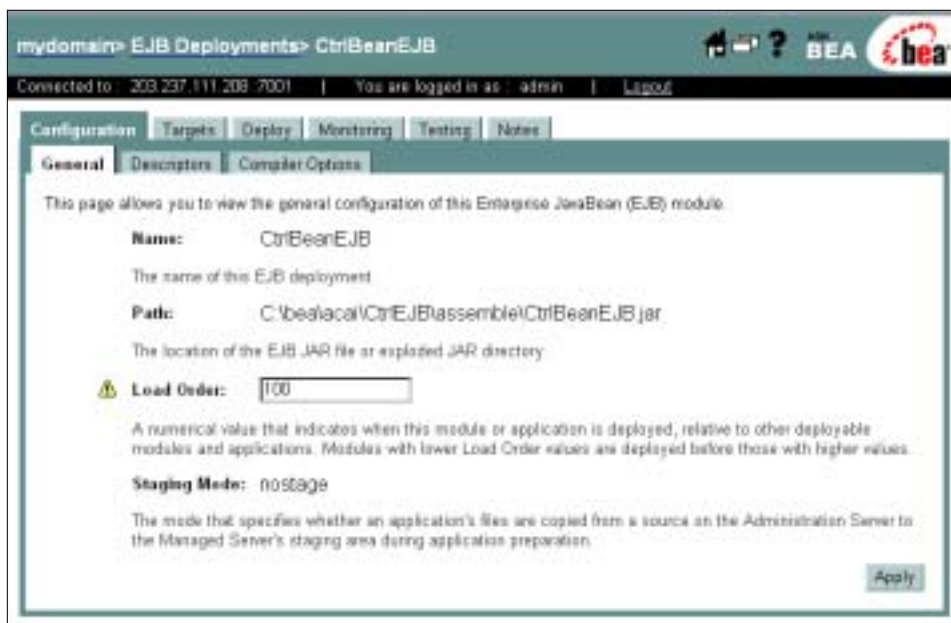 mydomain> EJB Deployments> CtrlBeanEJB
? ASK BEA bea
Connected to : 203.237.111.208 :7001 | You are logged in as : admin | Logout
Configuration Targets Deploy Monitoring Testing Notes
General Descriptors Compiler Options
This page allows you to view the general configuration of this Enterprise JavaBean (EJB) module.
Name: CtrlBeanEJB
The name of this EJB deployment.
Path: C:\bea\acai\CtrlEJB\assemble\CtrlBeanEJB.jar
The location of the EJB JAR file or exploded JAR directory
Load Order: 100
A numerical value that indicates when this module or application is deployed, relative to other deployable
modules and applications. Modules with lower Load Order values are deployed before those with higher values.
Staging Mode: nostage
The mode that specifies whether an application's files are copied from a source on the Administration Server to
the Managed Server's staging area during application preparation.
Apply